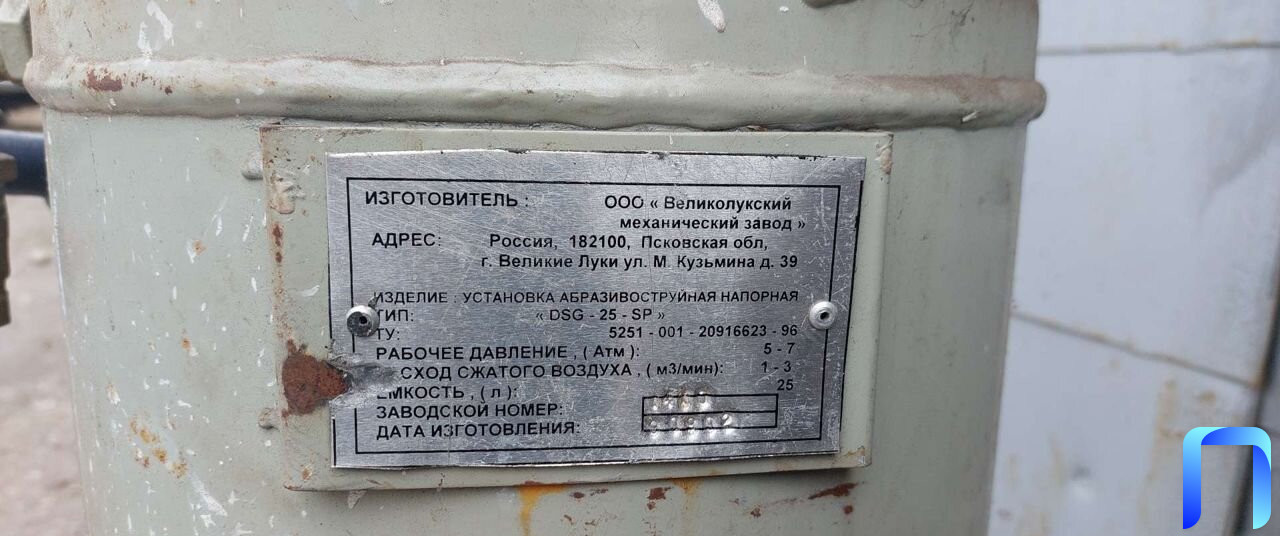 ИЗГОТОВИТЕЛЬ : ООО « Великолукский
механический завод »
АДРЕС: Россия, 182100, Псковская обл,
г. Великие Луки ул. М. Кузьмина д. 39
ИЗДЕЛИЕ : УСТАНОВКА АБРАЗИВОСТРУЙНАЯ НАПОРНАЯ
ТИП: « DSG - 25 - SP »
ТУ: 5251 - 001 - 20916623 - 96
РАБОЧЕЕ ДАВЛЕНИЕ , ( Атм ): 5 - 7
СХОД СЖАТОГО ВОЗДУХА , ( м3/мин): 1 - 3
ЕМКОСТЬ , ( л ): 25
ЗАВОДСКОЙ НОМЕР:
ДАТА ИЗГОТОВЛЕНИЯ: